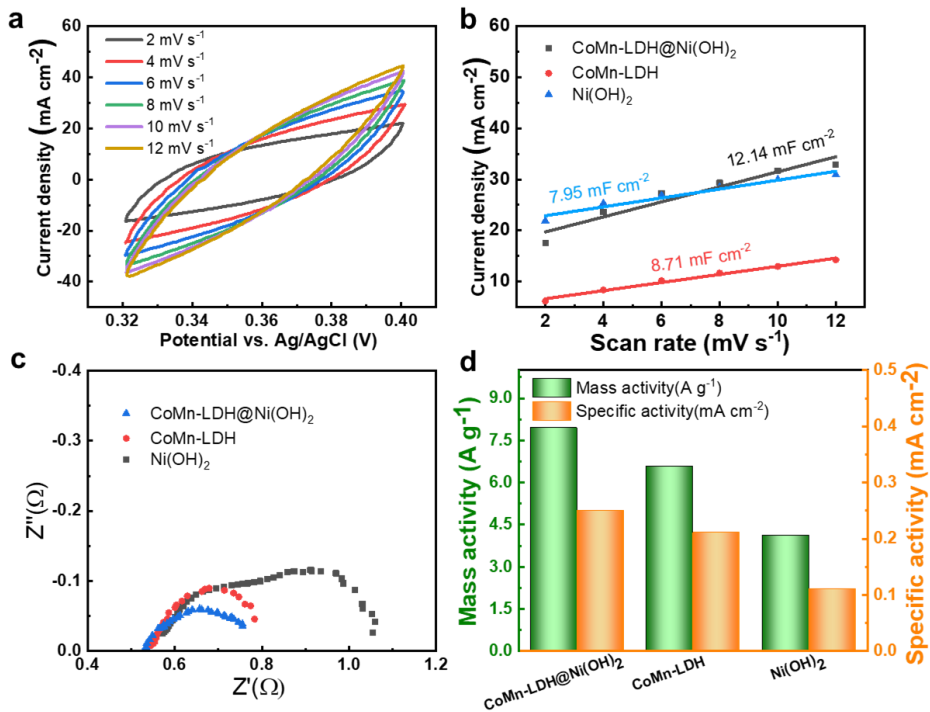 a
Current density (mA cm⁻²)
60
40
20
0
-20
-40
2 mV s⁻¹
4 mV s⁻¹
6 mV s⁻¹
8 mV s⁻¹
10 mV s⁻¹
12 mV s⁻¹
0.32 0.34 0.36 0.38 0.40
Potential vs. Ag/AgCl (V)
b
Current density (mA cm⁻²)
60
50
40
30
20
10
CoMn-LDH@Ni(OH)₂
CoMn-LDH
Ni(OH)₂
12.14 mF cm⁻²
7.95 mF cm⁻²
8.71 mF cm⁻²
2 4 6 8 10 12
Scan rate (mV s⁻¹)
c
Z''(Ω)
-0.4
-0.3
-0.2
-0.1
0.0
CoMn-LDH@Ni(OH)₂
CoMn-LDH
Ni(OH)₂
0.4 0.6 0.8 1.0 1.2
Z'(Ω)
d
Mass activity(A g⁻¹)
9.0
7.5
6.0
4.5
3.0
1.5
0.0
Mass activity(A g⁻¹)
Specific activity(mA cm⁻²)
0.5
0.4
0.3
0.2
0.1
0.0
Specific activity(mA cm-2)
CoMn-LDH@Ni(OH)₂
CoMn-LDH
Ni(OH)₂